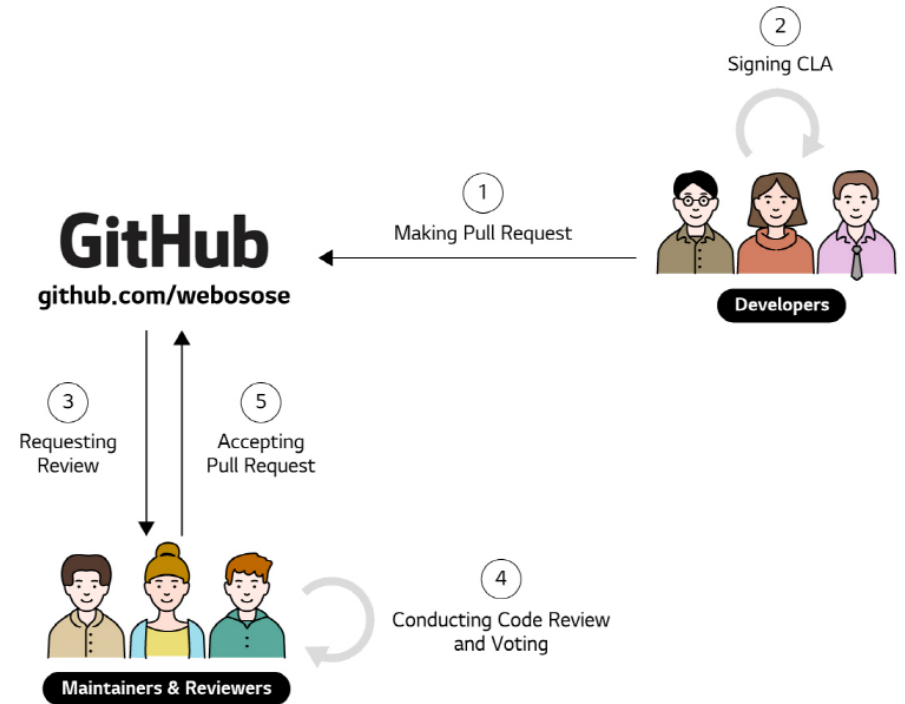 2
Signing CLA
1
Making Pull Request
GitHub
github.com/webosose
Developers
3
Requesting
Review
5
Accepting
Pull Request
4
Conducting Code Review
and Voting
Maintainers & Reviewers